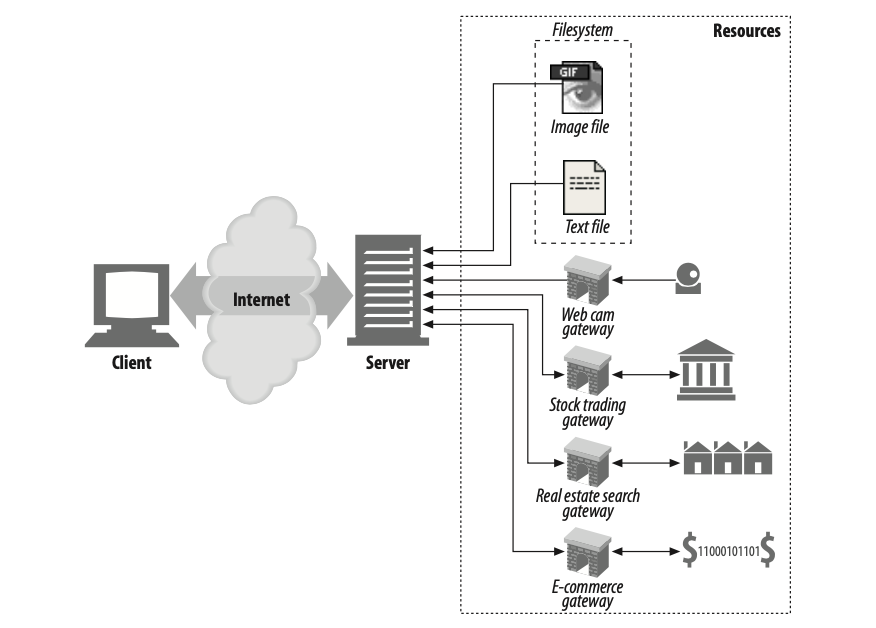 Filesystem
Resources
GIF
Image file
Text file
Internet
Client
Server
Web cam
gateway
Stock trading
gateway
Real estate search
gateway
$11000101101$
E-commerce
gateway